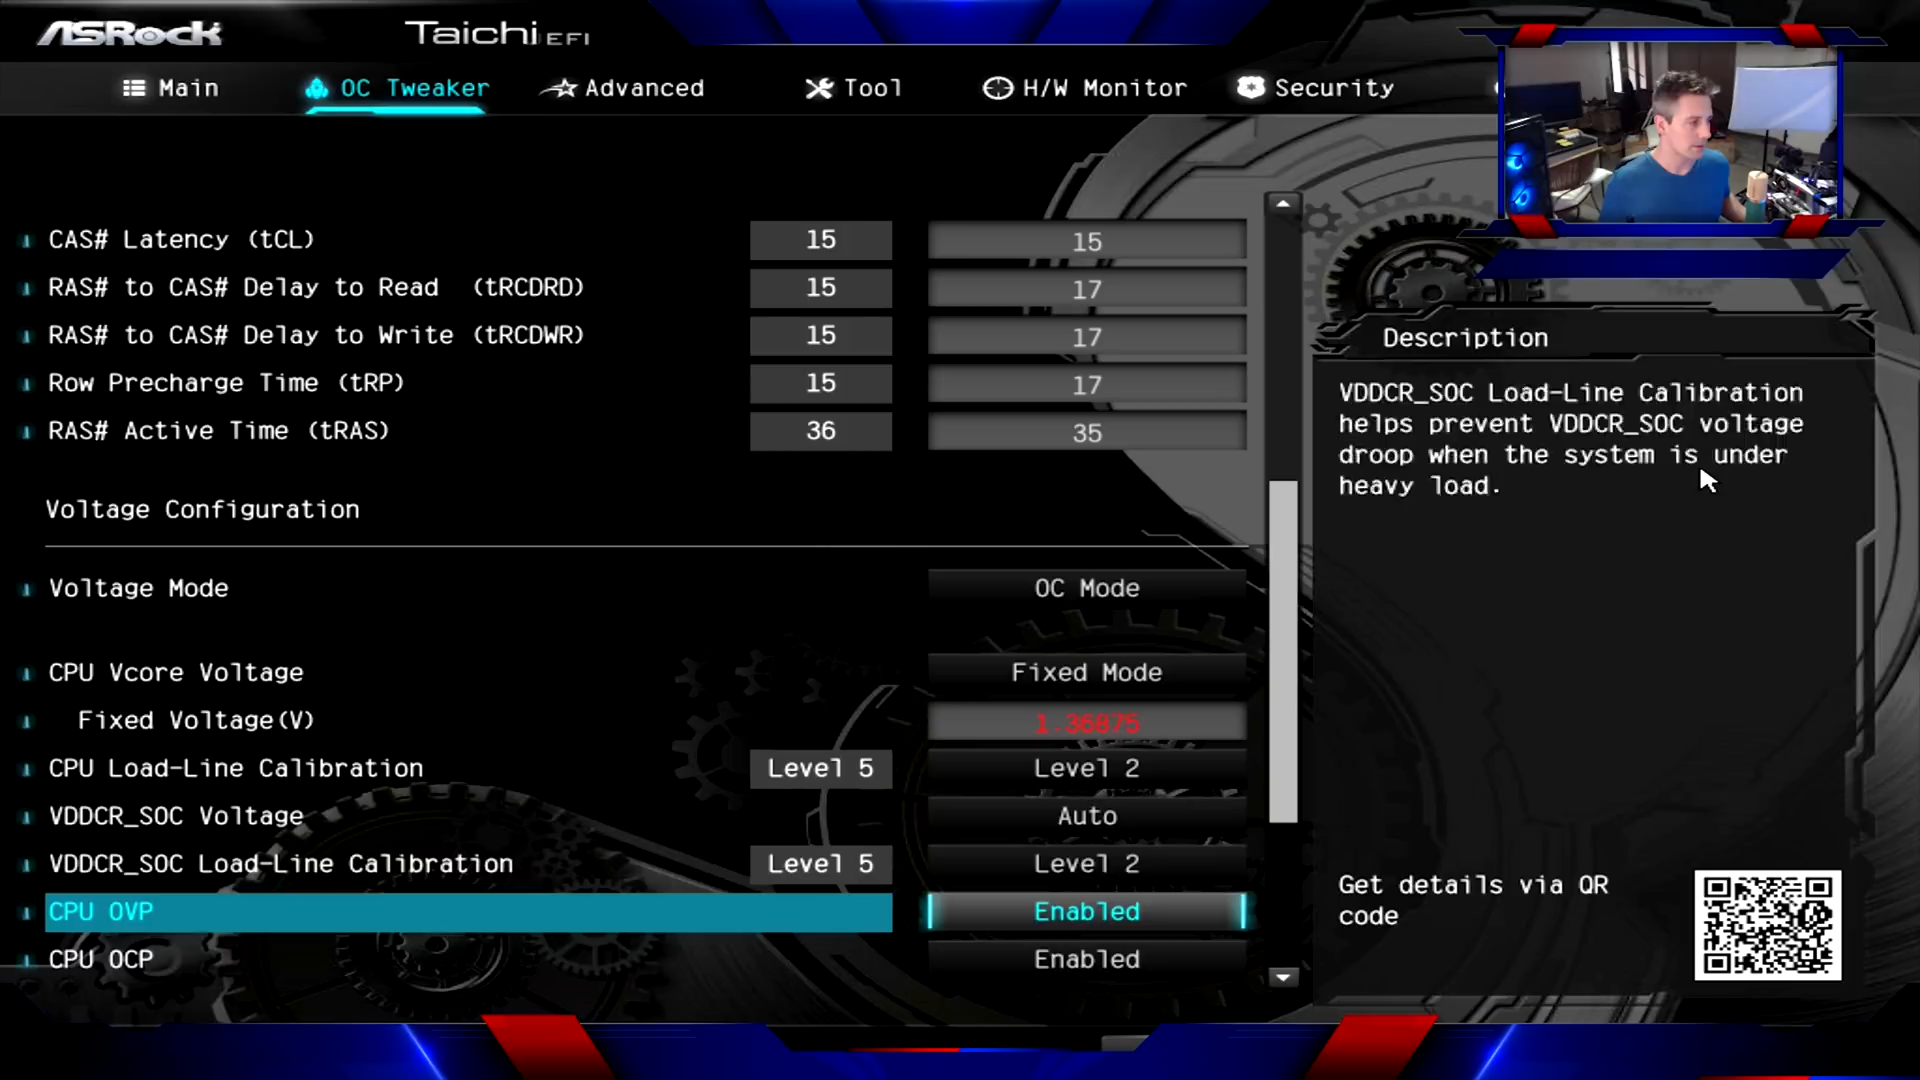 ASRock
Taichi EFI
Main
OC Tweaker
Advanced
Tool
H/W Monitor
Security
CAS# Latency (tCL) 15 15
RAS# to CAS# Delay to Read (tRCDRD) 15 17
RAS# to CAS# Delay to Write (tRCDWR) 15 17
Row Precharge Time (tRP) 15 17
RAS# Active Time (tRAS) 36 35
Voltage Configuration
Voltage Mode OC Mode
CPU Vcore Voltage Fixed Mode
Fixed Voltage(V) 1.36875
CPU Load-Line Calibration Level 5 Level 2
VDDCR_SOC Voltage Auto
VDDCR_SOC Load-Line Calibration Level 5 Level 2
CPU OVP Enabled
CPU OCP Enabled
Description
VDDCR_SOC Load-Line Calibration
helps prevent VDDCR_SOC voltage
droop when the system is under
heavy load.
Get details via QR
code